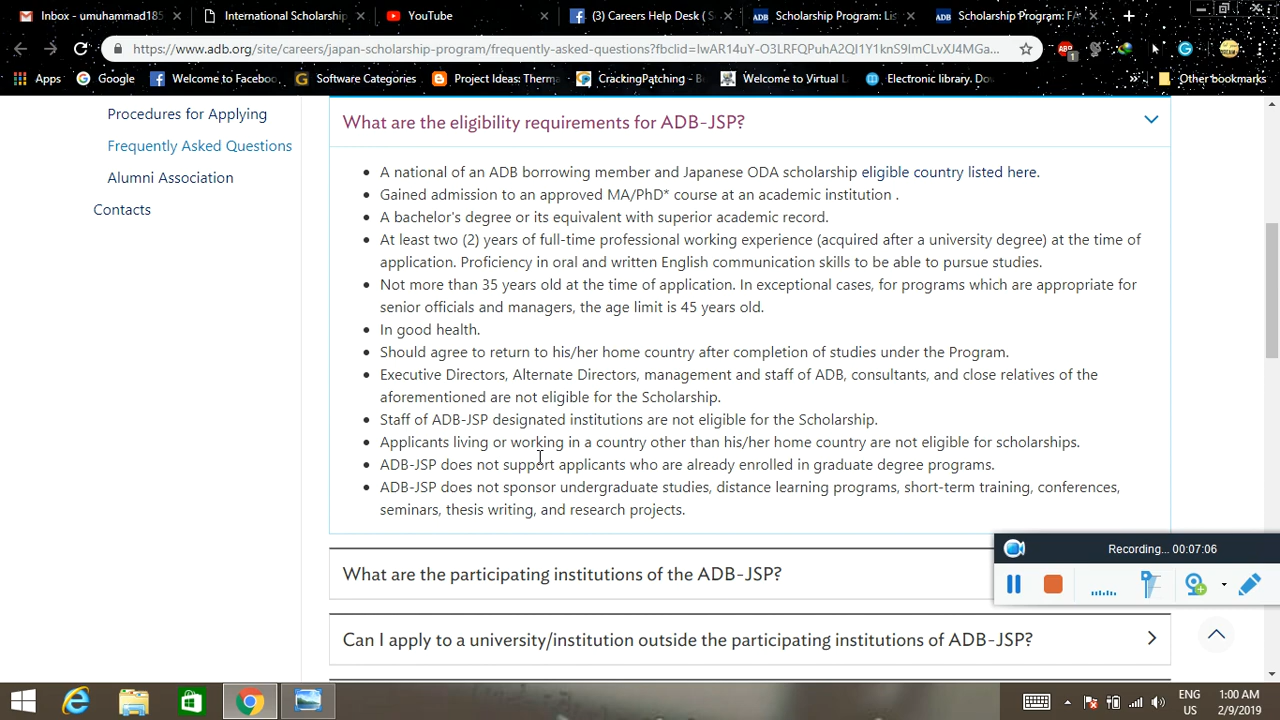 Inbox - umuhammad185
International Scholarship
YouTube
(3) Careers Help Desk ( S
ADB Scholarship Program: Lis
ADB Scholarship Program: FA
https://www.adb.org/site/careers/japan-scholarship-program/frequently-asked-questions?fbclid=IwAR14uY-O3LRFQPuhA2QI1Y1knS9lmCLvXJ4MGa...
ABP
1
Apps
Google
Welcome to Faceboo
Software Categories
Project Ideas: Therma
CrackingPatching - Be
Welcome to Virtual L
Electronic library. Do
Other bookmarks
Procedures for Applying
Frequently Asked Questions
Alumni Association
Contacts
What are the eligibility requirements for ADB-JSP?
A national of an ADB borrowing member and Japanese ODA scholarship eligible country listed here.
Gained admission to an approved MA/PhD* course at an academic institution .
A bachelor's degree or its equivalent with superior academic record.
At least two (2) years of full-time professional working experience (acquired after a university degree) at the time of
application. Proficiency in oral and written English communication skills to be able to pursue studies.
Not more than 35 years old at the time of application. In exceptional cases, for programs which are appropriate for
senior officials and managers, the age limit is 45 years old.
In good health.
Should agree to return to his/her home country after completion of studies under the Program.
Executive Directors, Alternate Directors, management and staff of ADB, consultants, and close relatives of the
aforementioned are not eligible for the Scholarship.
Staff of ADB-JSP designated institutions are not eligible for the Scholarship.
Applicants living or working in a country other than his/her home country are not eligible for scholarships.
ADB-JSP does not support applicants who are already enrolled in graduate degree programs.
ADB-JSP does not sponsor undergraduate studies, distance learning programs, short-term training, conferences,
seminars, thesis writing, and research projects.
What are the participating institutions of the ADB-JSP?
Can I apply to a university/institution outside the participating institutions of ADB-JSP?
Recording... 00:07:06
ENG
US
1:00 AM
2/9/2019